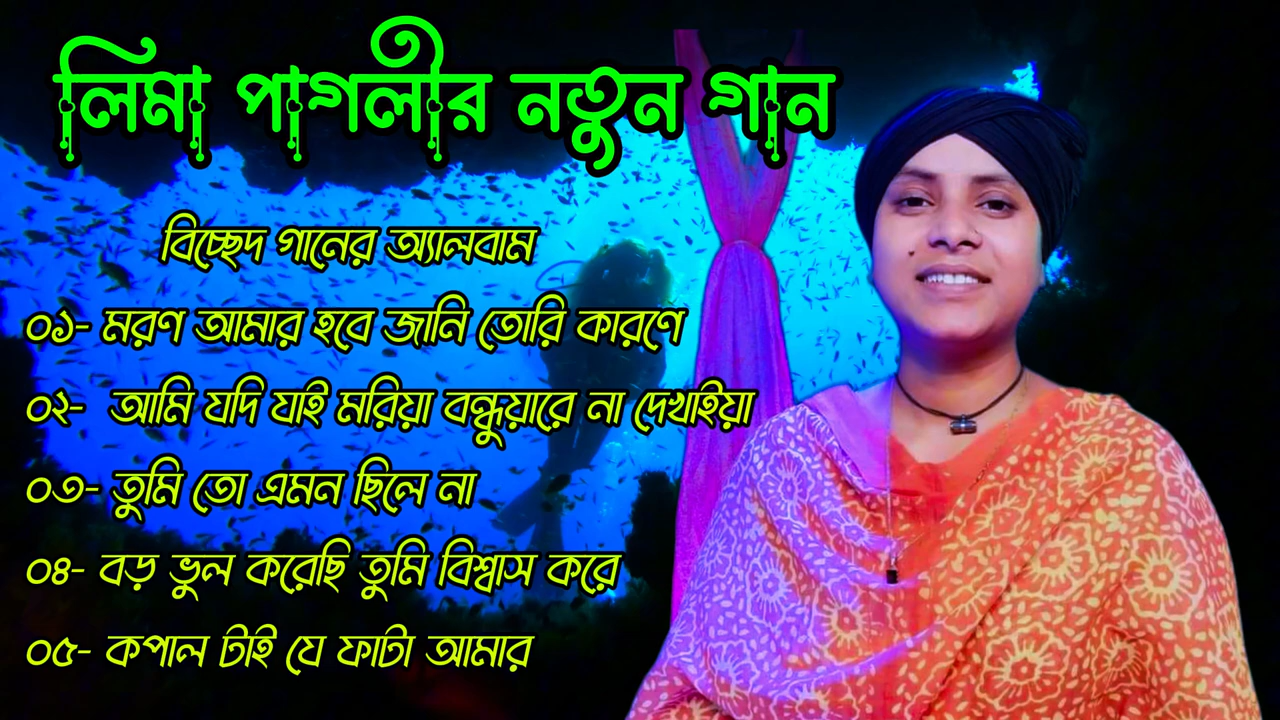 লিমা পাগলীর নতুন গান
বিচ্ছেদ গানের অ্যালবাম
০১- মরণ আমার হবে জানি তোরি কারণে
০২- আমি যদি যাই মরিয়া বন্ধুয়ারে না দেখাইয়া
০৩- তুমি তো এমন ছিলে না
০৪- বড় ভুল করেছি তুমি বিশ্বাস করে
০৫- কপাল টাই যে ফাটা আমার